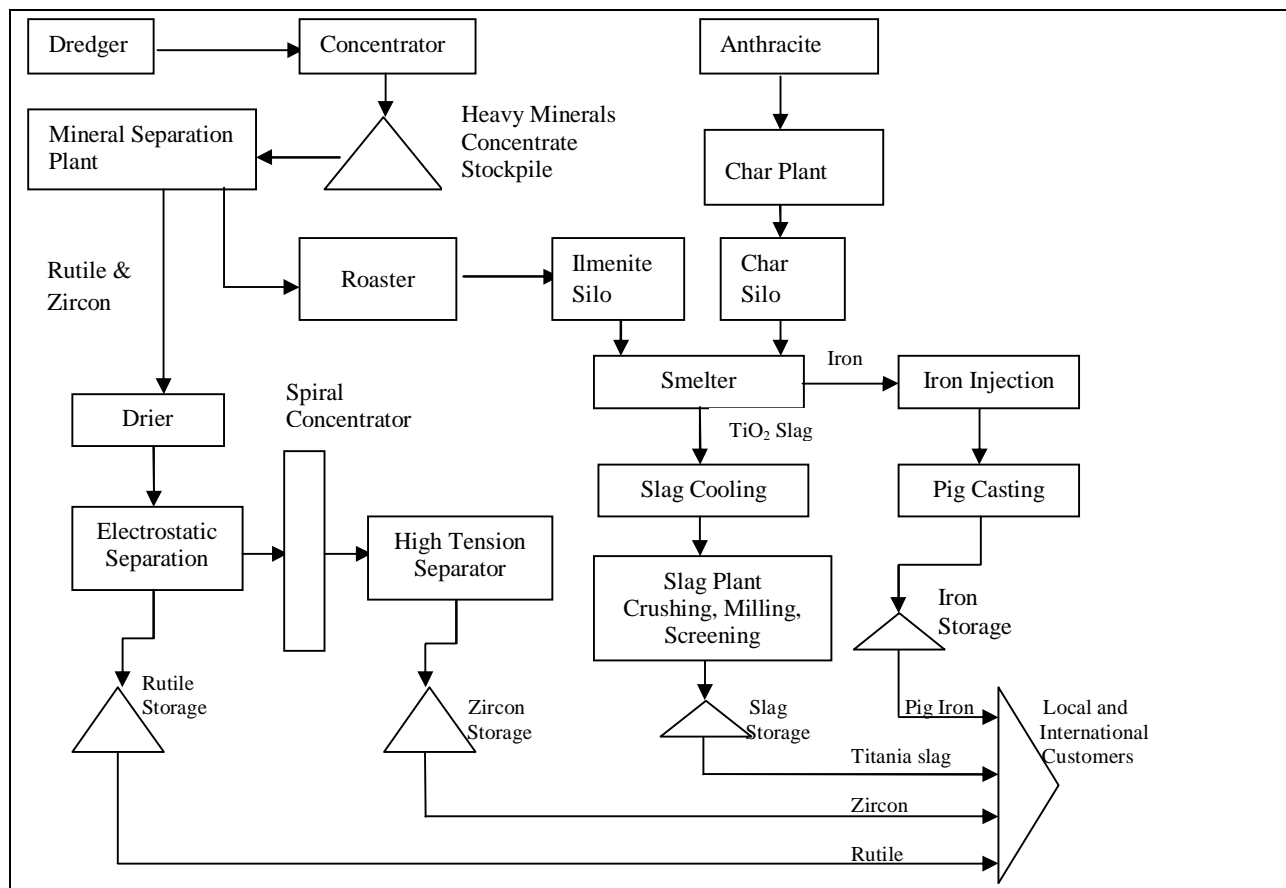 Dredger
Concentrator
Anthracite
Heavy Minerals
Concentrate
Stockpile
Mineral Separation
Plant
Char Plant
Rutile &
Zircon
Roaster
Ilmenite
Silo
Char
Silo
Smelter
Iron
Iron Injection
Spiral
Concentrator
Drier
TiO₂ Slag
Slag Cooling
Pig Casting
Electrostatic
Separation
High Tension
Separator
Slag Plant
Crushing, Milling,
Screening
Iron
Storage
Rutile
Storage
Zircon
Storage
Slag
Storage
Pig Iron
Local and
International
Customers
Titania slag
Zircon
Rutile